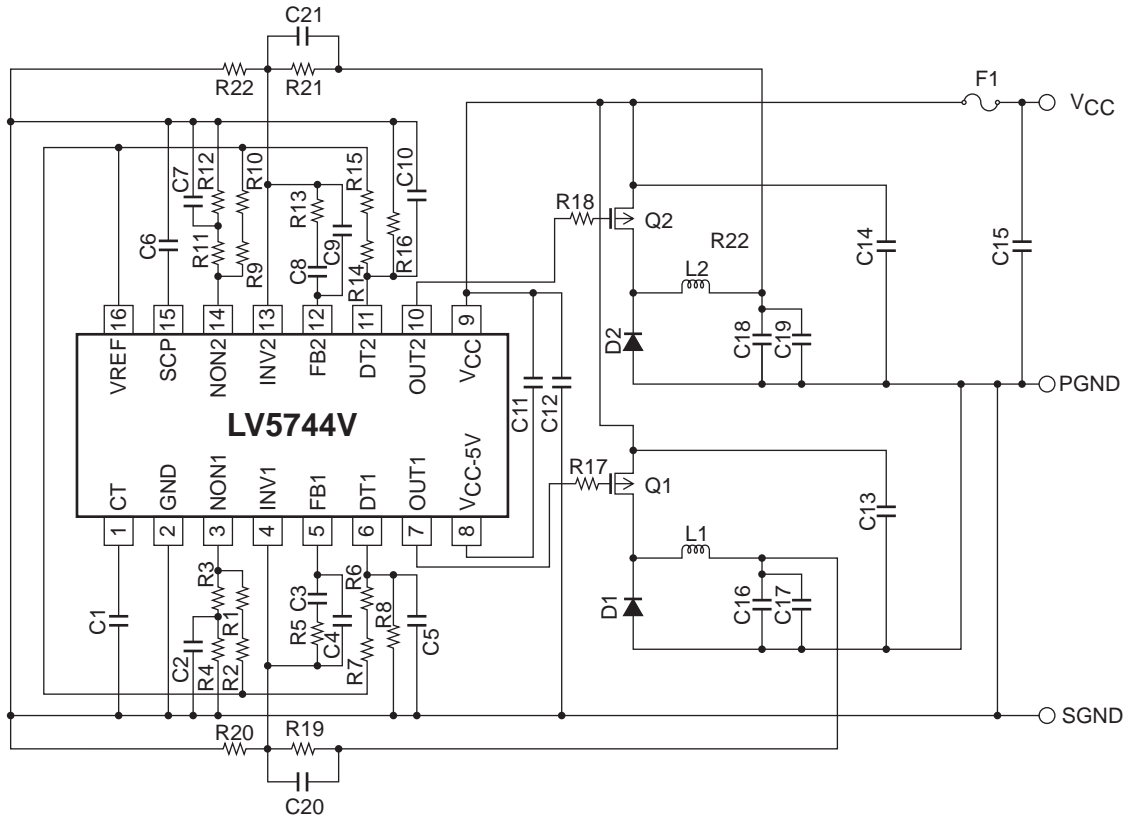 C21
R22
R21
F1
VCC
C7
R12
R10
R15
C10
C6
R11
R9
R13
C8
C9
R14
R16
R18
Q2
R22
L2
C14
C15
D2
C18
C19
PGND
16
15
14
13
12
11
10
9
VREF
SCP
NON2
INV2
FB2
DT2
OUT2
VCC
LV5744V
C11
C12
CT
GND
NON1
INV1
FB1
DT1
OUT1
VCC-5V
1
2
3
4
5
6
7
8
R17
Q1
C13
L1
D1
C16
C17
C1
R3
R1
C2
R4
R2
C3
R5
C4
R6
R7
R8
C5
SGND
R20
R19
C20